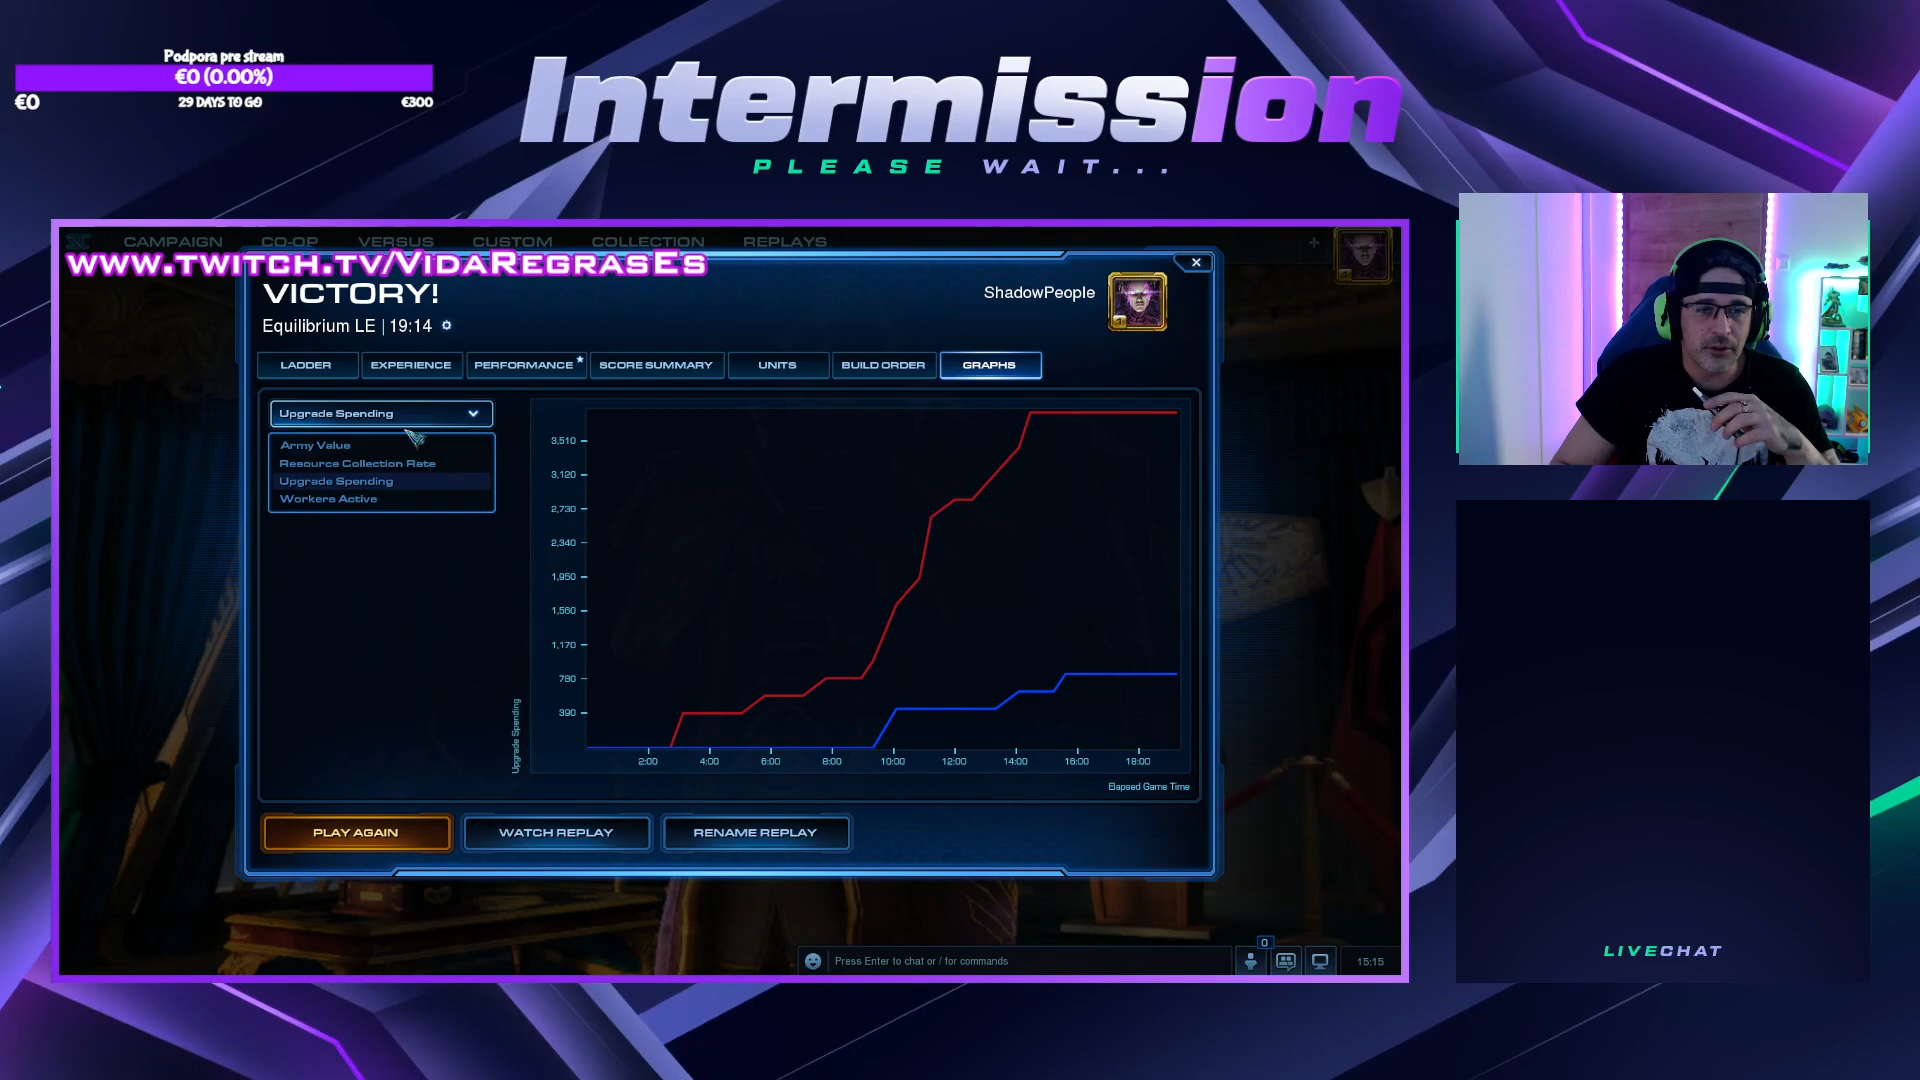 Podpora pre stream
€0 (0.00%)
€0
29 DAYS TO GO
€300
Intermission
PLEASE WAIT...
CAMPAIGN
CO-OP
VERSUS
CUSTOM
COLLECTION
REPLAYS
www.twitch.tv/VidaRegrasEs
VICTORY!
Equilibrium LE | 19:14
ShadowPeople
LADDER
EXPERIENCE
PERFORMANCE
SCORE SUMMARY
UNITS
BUILD ORDER
GRAPHS
Upgrade Spending
Army Value
Resource Collection Rate
Upgrade Spending
Workers Active
3,510
3,120
2,730
2,340
1,950
1,560
1,170
780
390
Upgrade Spending
2:00
4:00
6:00
8:00
10:00
12:00
14:00
16:00
18:00
Elapsed Game Time
PLAY AGAIN
WATCH REPLAY
RENAME REPLAY
Press Enter to chat or / for commands
0
15:15
LIVECHAT